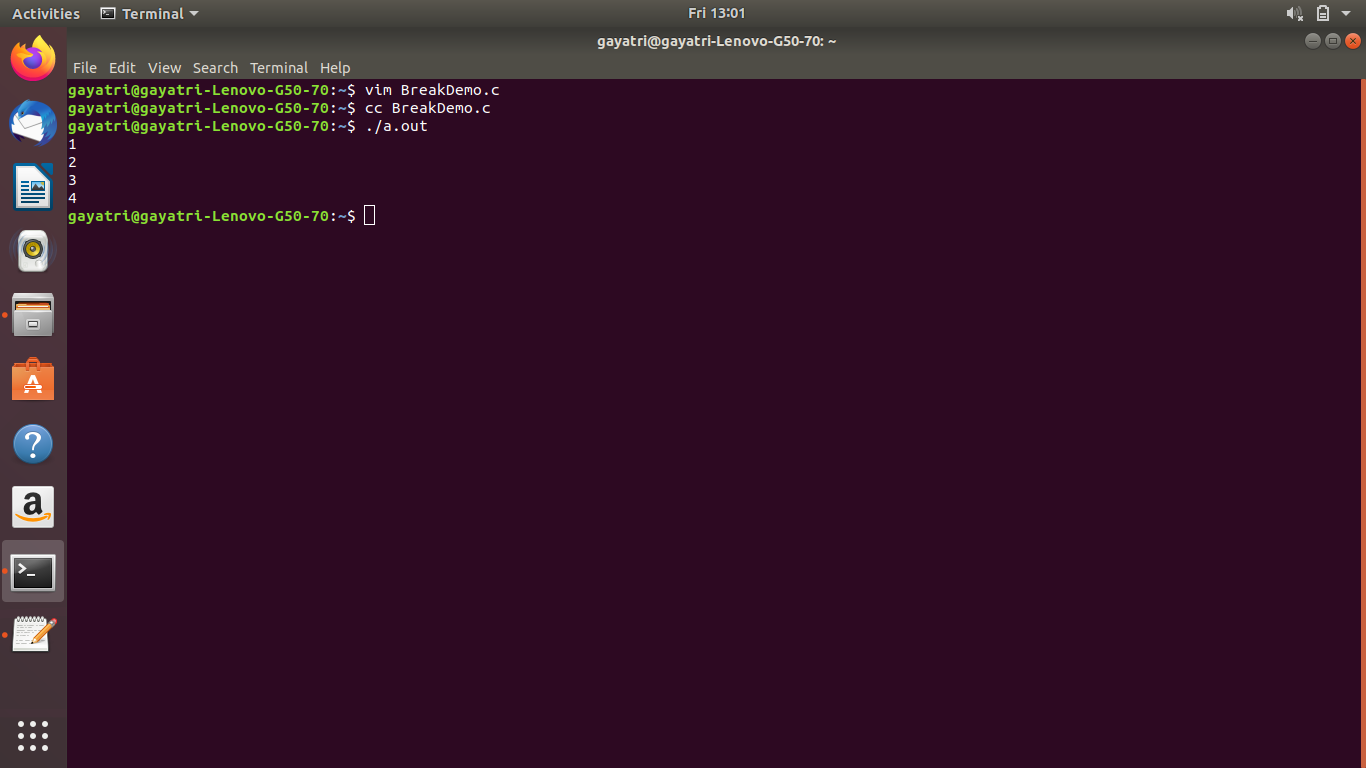 Activities Terminal Fri 13:01
gayatri@gayatri-Lenovo-G50-70: ~
File Edit View Search Terminal Help
gayatri@gayatri-Lenovo-G50-70:~$ vim BreakDemo.c
gayatri@gayatri-Lenovo-G50-70:~$ cc BreakDemo.c
gayatri@gayatri-Lenovo-G50-70:~$ ./a.out
1
2
3
4
gayatri@gayatri-Lenovo-G50-70:~$